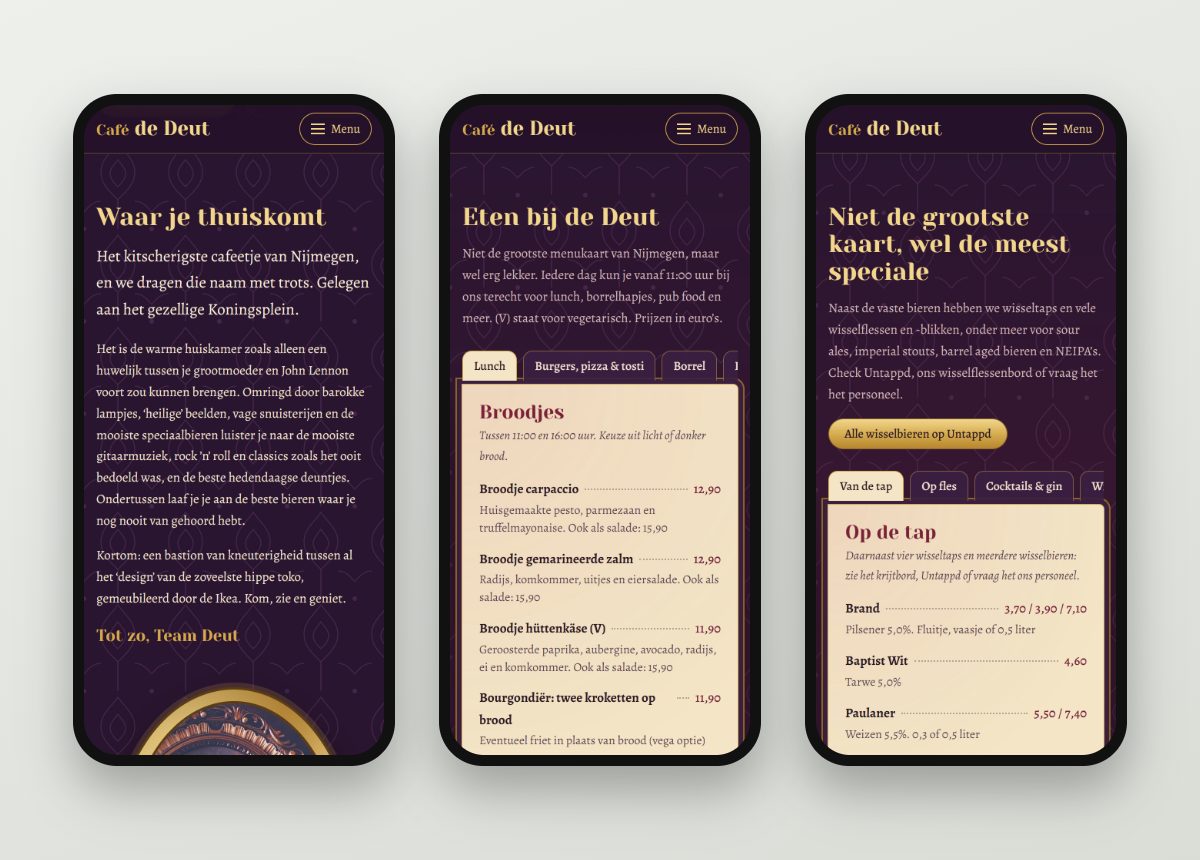 Café de Deut
Menu
Waar je thuiskomt
Het kitscherigste cafeetje van Nijmegen,
en we dragen die naam met trots. Gelegen
aan het gezellige Koningsplein.
Het is de warme huiskamer zoals alleen een
huwelijk tussen je grootmoeder en John Lennon
voort zou kunnen brengen. Omringd door barokke
lampjes, ‘heilige’ beelden, vage snuisterijen en de
mooiste speciaalbieren luister je naar de mooiste
gitaarmuziek, rock ’n’ roll en classics zoals het ooit
bedoeld was, en de beste hedendaagse deuntjes.
Ondertussen laaf je je aan de beste bieren waar je
nog nooit van gehoord hebt.
Kortom: een bastion van kneuterigheid tussen al
het ‘design’ van de zoveelste hippe toko,
gemeubileerd door de Ikea. Kom, zie en geniet.
Tot zo, Team Deut
Café de Deut
Menu
Eten bij de Deut
Niet de grootste menukaart van Nijmegen, maar
wel erg lekker. Iedere dag kun je vanaf 11:00 uur bij
ons terecht voor lunch, borrelhapjes, pub food en
meer. (V) staat voor vegetarisch. Prijzen in euro’s.
Lunch Burgers, pizza & tosti Borrel
Broodjes
Tussen 11:00 en 16:00 uur. Keuze uit licht of donker
brood.
Broodje carpaccio 12,90
Huisgemaakte pesto, parmezaan en
truffelmayonaise. Ook als salade: 15,90
Broodje gemarineerde zalm 12,90
Radijs, komkommer, uitjes en eiersalade. Ook als
salade: 15,90
Broodje hüttenkäse (V) 11,90
Geroosterde paprika, aubergine, avocado, radijs,
ei en komkommer. Ook als salade: 15,90
Bourgondiër: twee kroketten op 11,90
brood
Eventueel friet in plaats van brood (vega optie)
Café de Deut
Menu
Niet de grootste
kaart, wel de meest
speciale
Naast de vaste bieren hebben we wisseltaps en vele
wisselflessen en -blikken, onder meer voor sour
ales, imperial stouts, barrel aged bieren en NEIPA’s.
Check Untappd, ons wisselflessenbord of vraag het
het personeel.
Alle wisselbieren op Untappd
Van de tap Op fles Cocktails & gin
Op de tap
Daarnaast vier wisseltaps en meerdere wisselbieren:
zie het krijtbord, Untappd of vraag het ons personeel.
Brand 3,70 / 3,90 / 7,10
Pilsener 5,0%. Fluitje, vaasje of 0,5 liter
Baptist Wit 4,60
Tarwe 5,0%
Paulaner 5,50 / 7,40
Weizen 5,5%. 0,3 of 0,5 liter